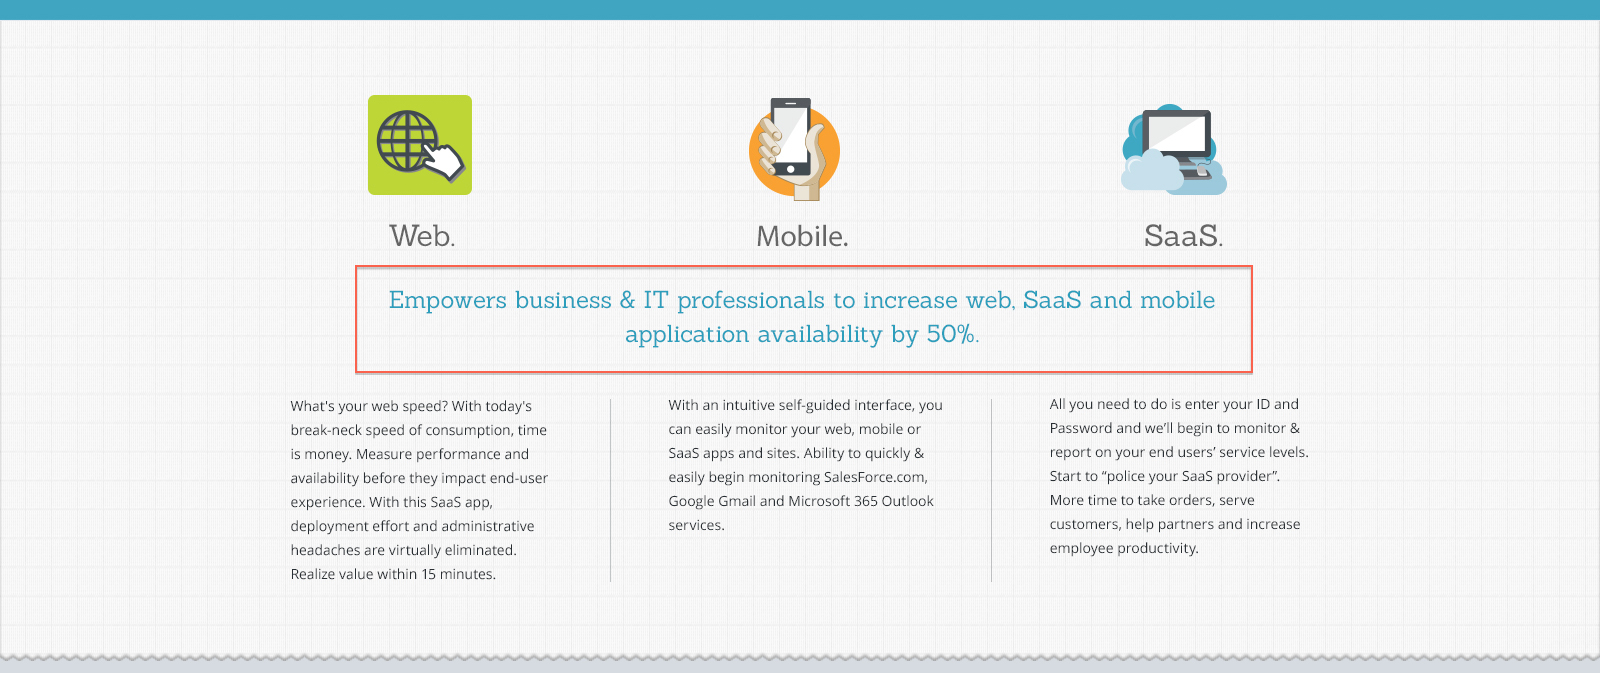 Web.
Mobile.
SaaS.
Empowers business & IT professionals to increase web, SaaS and mobile
application availability by 50%.
What's your web speed? With today's
break-neck speed of consumption, time
is money. Measure performance and
availability before they impact end-user
experience. With this SaaS app,
deployment effort and administrative
headaches are virtually eliminated.
Realize value within 15 minutes.
With an intuitive self-guided interface, you
can easily monitor your web, mobile or
SaaS apps and sites. Ability to quickly &
easily begin monitoring SalesForce.com,
Google Gmail and Microsoft 365 Outlook
services.
All you need to do is enter your ID and
Password and we’ll begin to monitor &
report on your end users’ service levels.
Start to “police your SaaS provider”.
More time to take orders, serve
customers, help partners and increase
employee productivity.